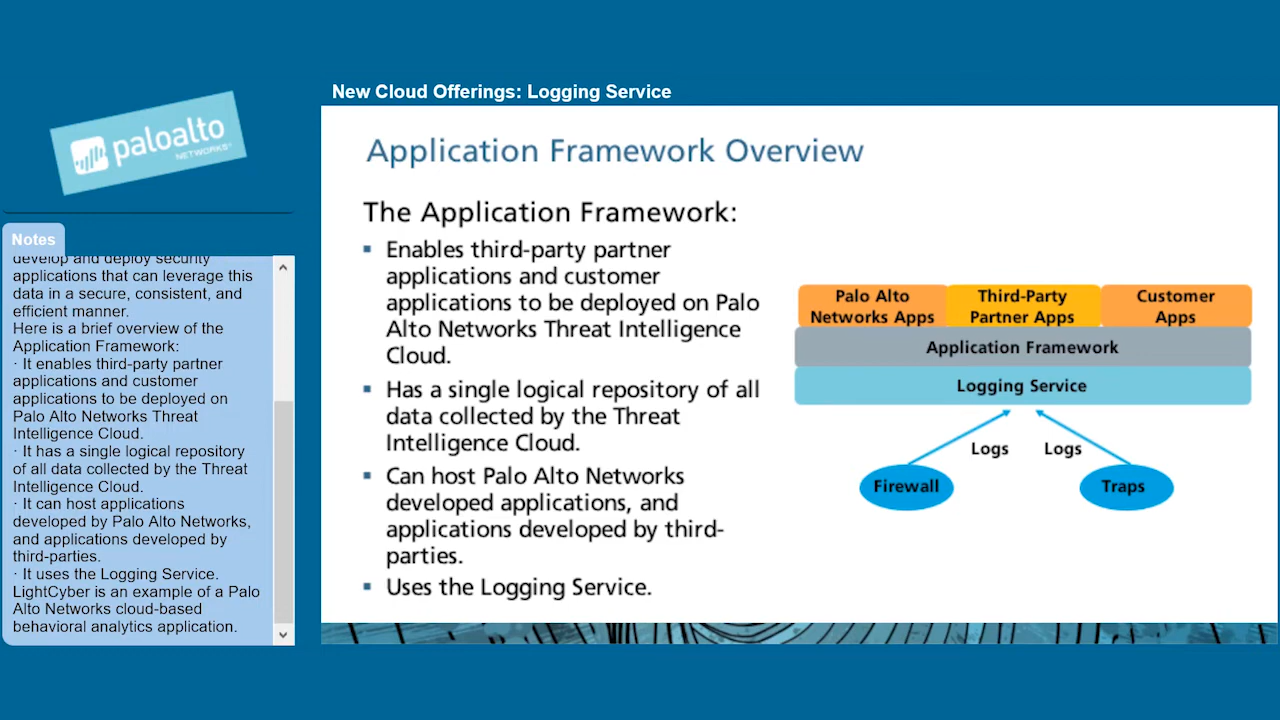 New Cloud Offerings: Logging Service
paloalto
NETWORKS®
Notes
develop and deploy security
applications that can leverage this
data in a secure, consistent, and
efficient manner.
Here is a brief overview of the
Application Framework:
· It enables third-party partner
applications and customer
applications to be deployed on
Palo Alto Networks Threat
Intelligence Cloud.
· It has a single logical repository
of all data collected by the Threat
Intelligence Cloud.
· It can host applications
developed by Palo Alto Networks,
and applications developed by
third-parties.
· It uses the Logging Service.
LightCyber is an example of a Palo
Alto Networks cloud-based
behavioral analytics application.
Application Framework Overview
The Application Framework:
▪ Enables third-party partner
applications and customer
applications to be deployed on Palo
Alto Networks Threat Intelligence
Cloud.
▪ Has a single logical repository of all
data collected by the Threat
Intelligence Cloud.
▪ Can host Palo Alto Networks
developed applications, and
applications developed by third-
parties.
▪ Uses the Logging Service.
Palo Alto
Networks Apps
Third-Party
Partner Apps
Customer
Apps
Application Framework
Logging Service
Logs
Logs
Firewall
Traps